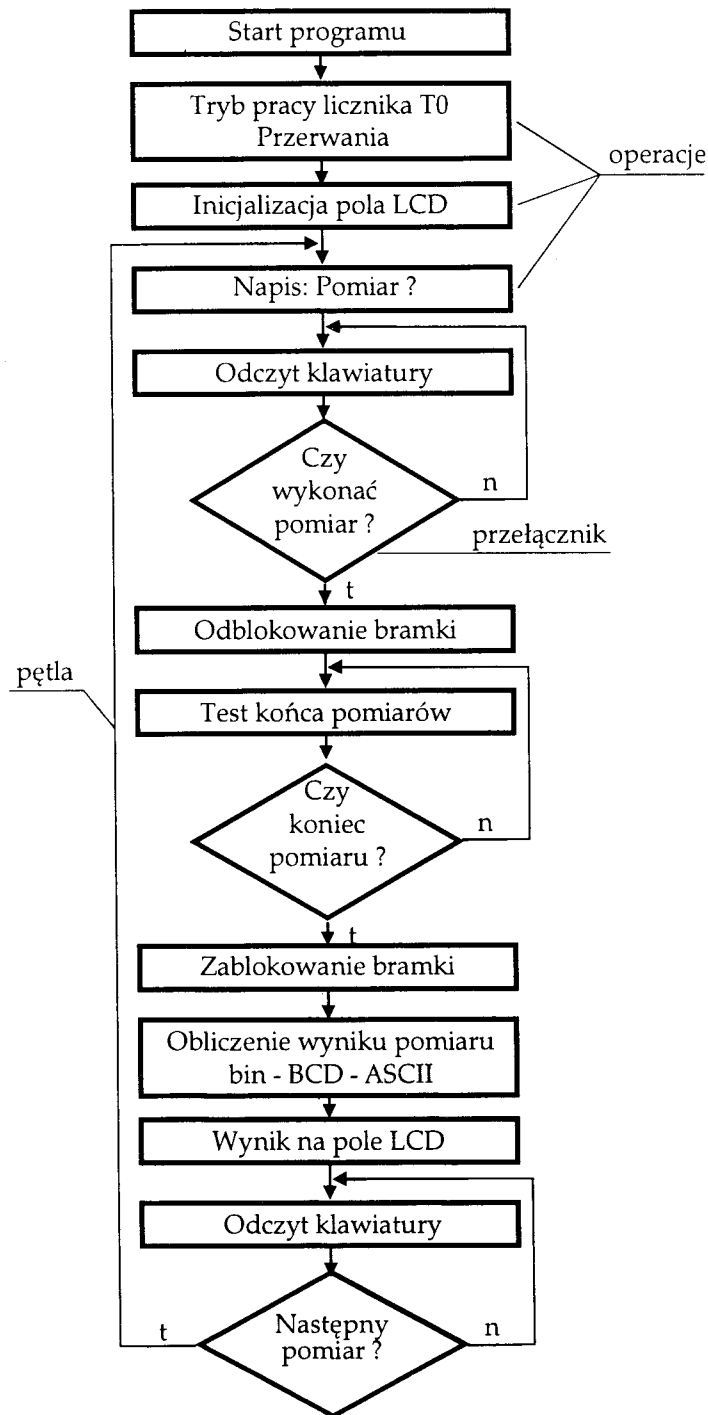 Start programu
Tryb pracy licznika T0
Przerwania
operacje
Inicjalizacja pola LCD
Napis: Pomiar ?
Odczyt klawiatury
Czy
wykonać
pomiar ?
n
przełącznik
t
Odblokowanie bramki
pętla
Test końca pomiarów
Czy
koniec
pomiaru ?
n
t
Zablokowanie bramki
Obliczenie wyniku pomiaru
bin - BCD - ASCII
Wynik na pole LCD
Odczyt klawiatury
t
Następny
pomiar ?
n